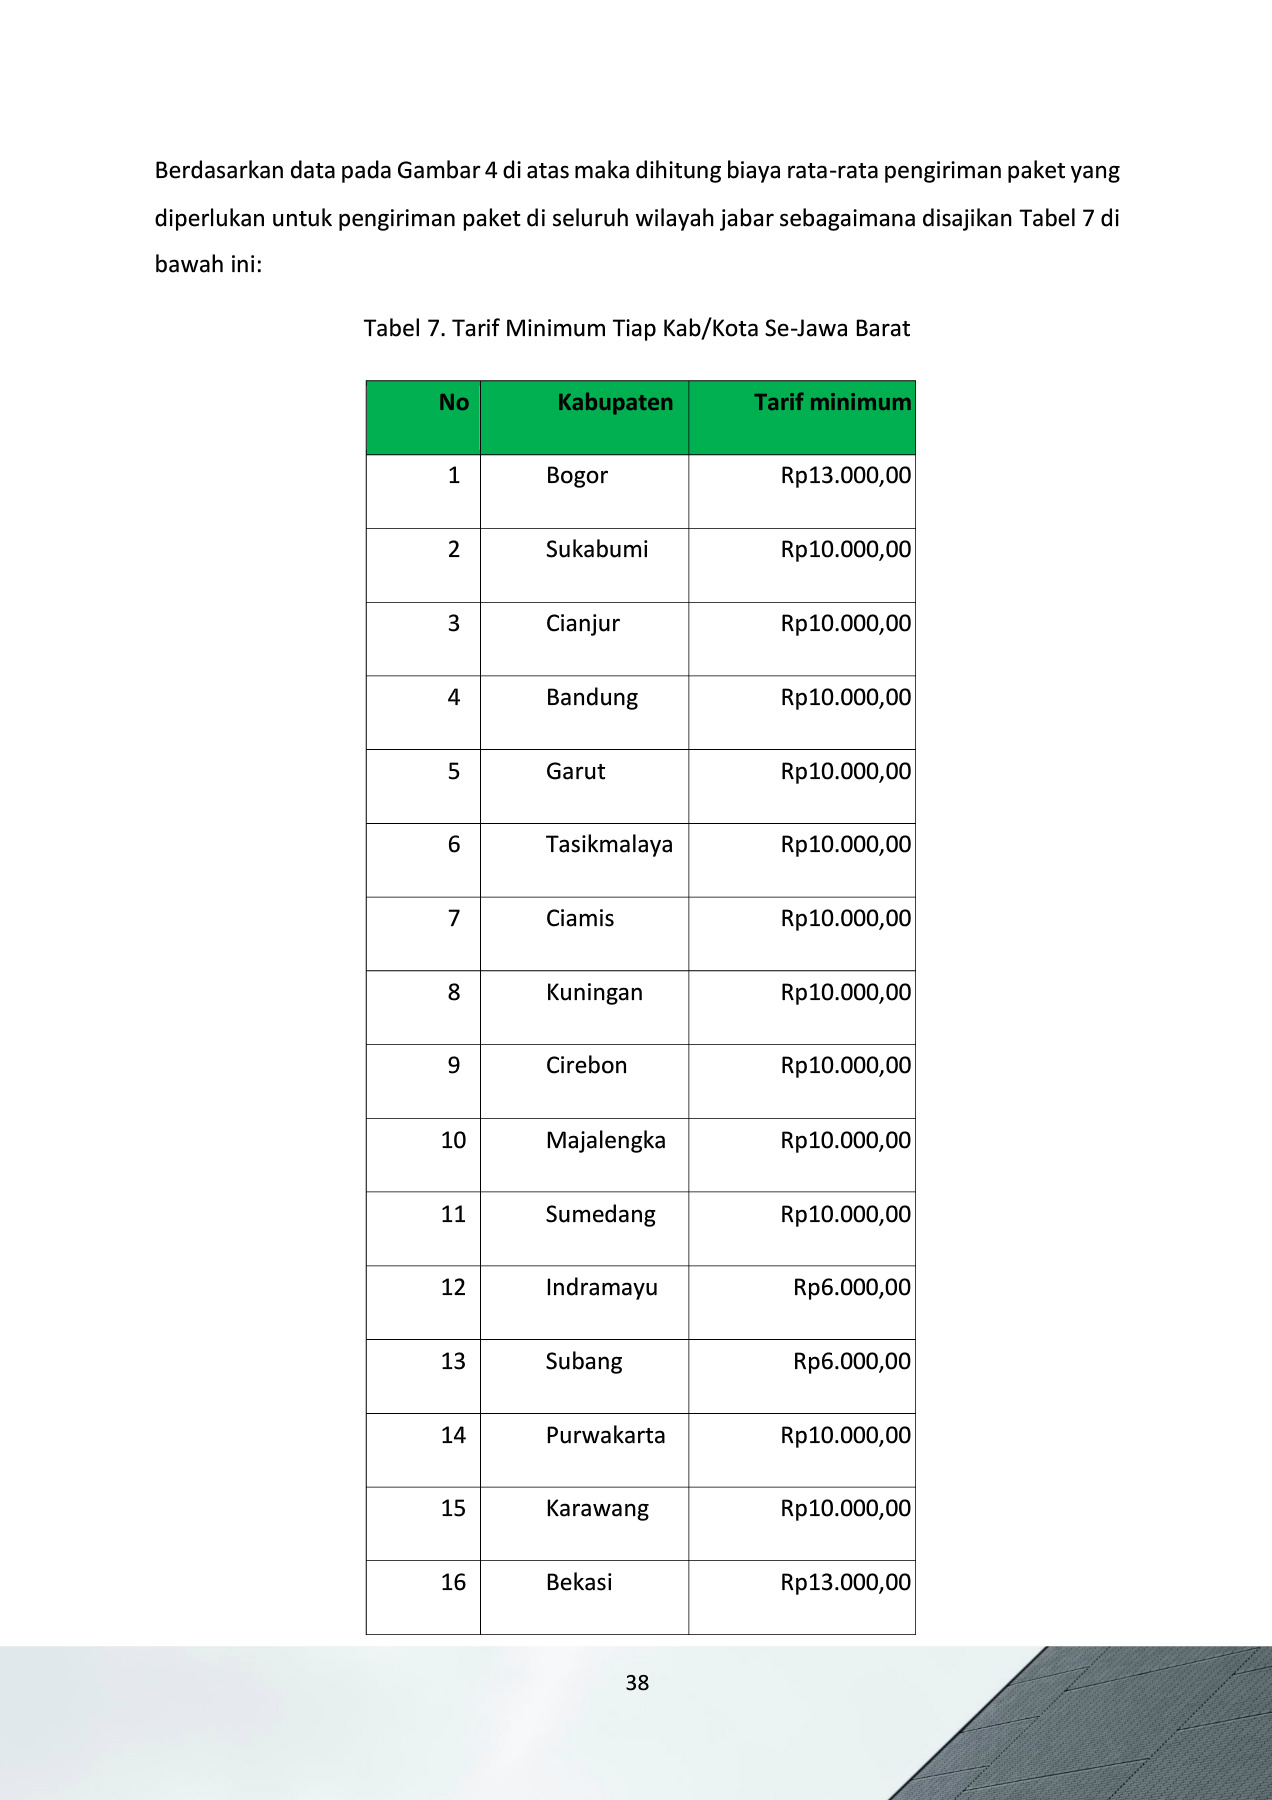 Berdasarkan data pada Gambar 4 di atas maka dihitung biaya rata-rata pengiriman paket yang
diperlukan untuk pengiriman paket di seluruh wilayah jabar sebagaimana disajikan Tabel 7 di
bawah ini:
Tabel 7. Tarif Minimum Tiap Kab/Kota Se-Jawa Barat
No Kabupaten Tarif minimum
1 Bogor Rp13.000,00
2 Sukabumi Rp10.000,00
3 Cianjur Rp10.000,00
4 Bandung Rp10.000,00
5 Garut Rp10.000,00
6 Tasikmalaya Rp10.000,00
7 Ciamis Rp10.000,00
8 Kuningan Rp10.000,00
9 Cirebon Rp10.000,00
10 Majalengka Rp10.000,00
11 Sumedang Rp10.000,00
12 Indramayu Rp6.000,00
13 Subang Rp6.000,00
14 Purwakarta Rp10.000,00
15 Karawang Rp10.000,00
16 Bekasi Rp13.000,00
38